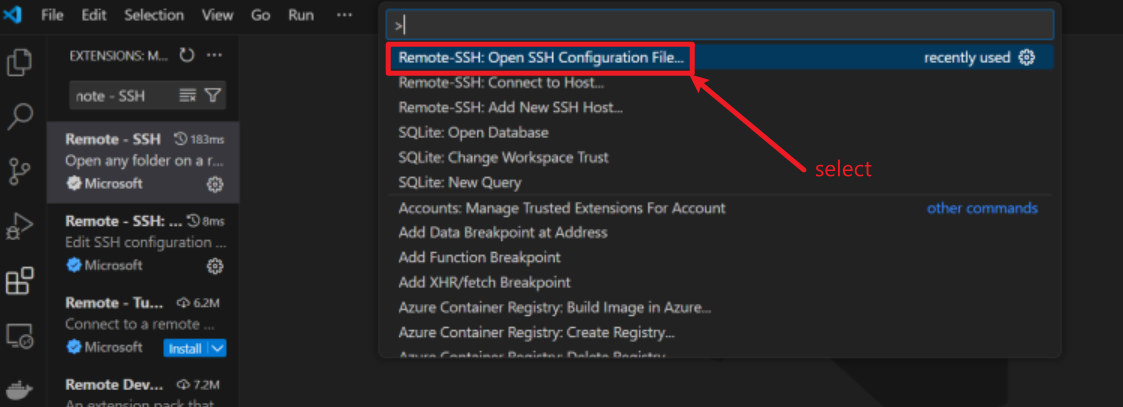 File Edit Selection View Go Run ···
EXTENSIONS: M... ···
note - SSH
Remote - SSH 183ms
Open any folder on a r...
Microsoft
Remote - SSH: ... 8ms
Edit SSH configuration ...
Microsoft
Remote - Tu... 6.2M
Connect to a remote ...
Microsoft Install
Remote Dev... 7.2M
An extension pack that
>
Remote-SSH: Open SSH Configuration File... recently used
Remote-SSH: Connect to Host...
Remote-SSH: Add New SSH Host...
SQLite: Open Database
SQLite: Change Workspace Trust
SQLite: New Query
Accounts: Manage Trusted Extensions For Account other commands
Add Data Breakpoint at Address
Add Function Breakpoint
Add XHR/fetch Breakpoint
Azure Container Registry: Build Image in Azure...
Azure Container Registry: Create Registry...
Azure Container Registry: Delete Registry
select